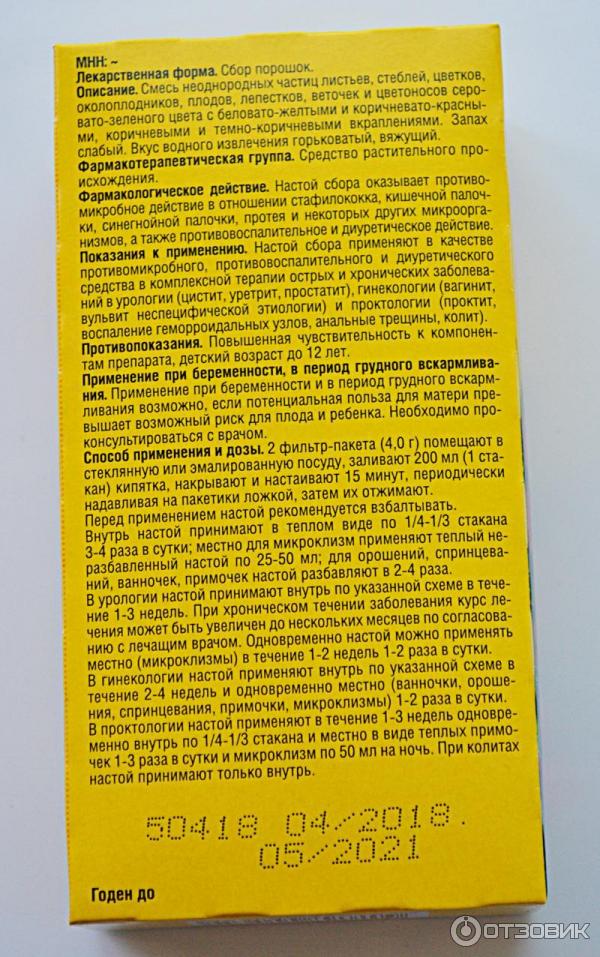 МНН: ~
Лекарственная форма. Сбор порошок.
Описание. Смесь неоднородных частиц листьев, стеблей, цветков,
околоплодников, плодов, лепестков, веточек и цветоносов серо-
вато-зеленого цвета с беловато-желтыми и коричневато-красны-
ми, коричневыми и темно-коричневыми вкраплениями. Запах
слабый. Вкус водного извлечения горьковатый, вяжущий.
Фармакотерапевтическая группа. Средство растительного про-
исхождения.
Фармакологическое действие. Настой сбора оказывает противо-
микробное действие в отношении стафилококка, кишечной палоч-
ки, синегнойной палочки, протея и некоторых других микроорга-
низмов, а также противовоспалительное и диуретическое действие.
Показания к применению. Настой сбора применяют в качестве
противомикробного, противовоспалительного и диуретического
средства в комплексной терапии острых и хронических заболева-
ний в урологии (цистит, уретрит, простатит), гинекологии (вагинит,
вульвит неспецифической этиологии) и проктологии (проктит,
воспаление геморроидальных узлов, анальные трещины, колит).
Противопоказания. Повышенная чувствительность к компонен-
там препарата, детский возраст до 12 лет.
Применение при беременности, в период грудного вскармлива-
ния. Применение при беременности и в период грудного вскарм-
ливания возможно, если потенциальная польза для матери пре-
вышает возможный риск для плода и ребенка. Необходимо про-
консультироваться с врачом.
Способ применения и дозы. 2 фильтр-пакета (4,0 г) помещают в
стеклянную или эмалированную посуду, заливают 200 мл (1 ста-
кан) кипятка, накрывают и настаивают 15 минут, периодически
надавливая на пакетики ложкой, затем их отжимают.
Перед применением настой рекомендуется взбалтывать.
Внутрь настой принимают в теплом виде по 1/4-1/3 стакана
3-4 раза в сутки; местно для микроклизм применяют теплый не-
разбавленный настой по 25-50 мл; для орошений, спринцева-
ний, ванночек, примочек настой разбавляют в 2-4 раза.
В урологии настой принимают внутрь по указанной схеме в тече-
ние 1-3 недель. При хроническом течении заболевания курс ле-
чения может быть увеличен до нескольких месяцев по согласова-
нию с лечащим врачом. Одновременно настой можно применять
местно (микроклизмы) в течение 1-2 недель 1-2 раза в сутки.
В гинекологии настой применяют внутрь по указанной схеме в
течение 2-4 недель и одновременно местно (ванночки, ороше-
ния, спринцевания, примочки, микроклизмы) 1-2 раза в сутки.
В проктологии настой применяют в течение 1-3 недель одновре-
менно внутрь по 1/4-1/3 стакана и местно в виде теплых примо-
чек 1-3 раза в сутки и микроклизм по 50 мл на ночь. При колитах
настой принимают только внутрь.
50418 04/2018.
05/2021
Годен до
ОТЗОВИК